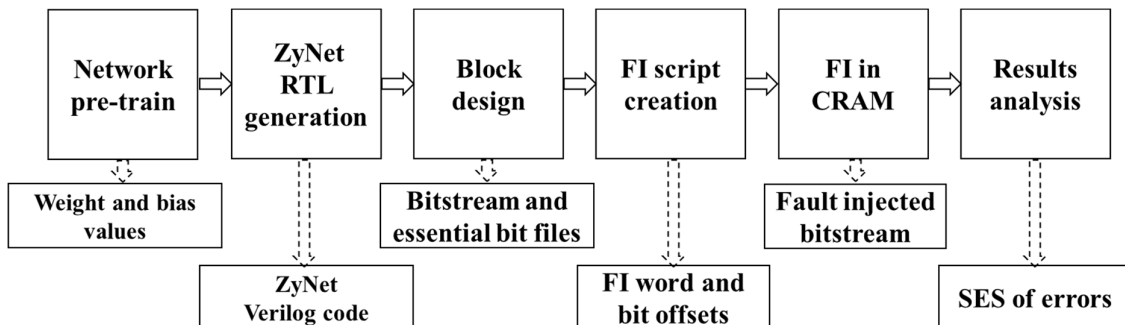 Network
pre-train
ZyNet
RTL
generation
Block
design
FI script
creation
FI in
CRAM
Results
analysis
Weight and bias
values
Bitstream and
essential bit files
Fault injected
bitstream
ZyNet
Verilog code
FI word and
bit offsets
SES of errors